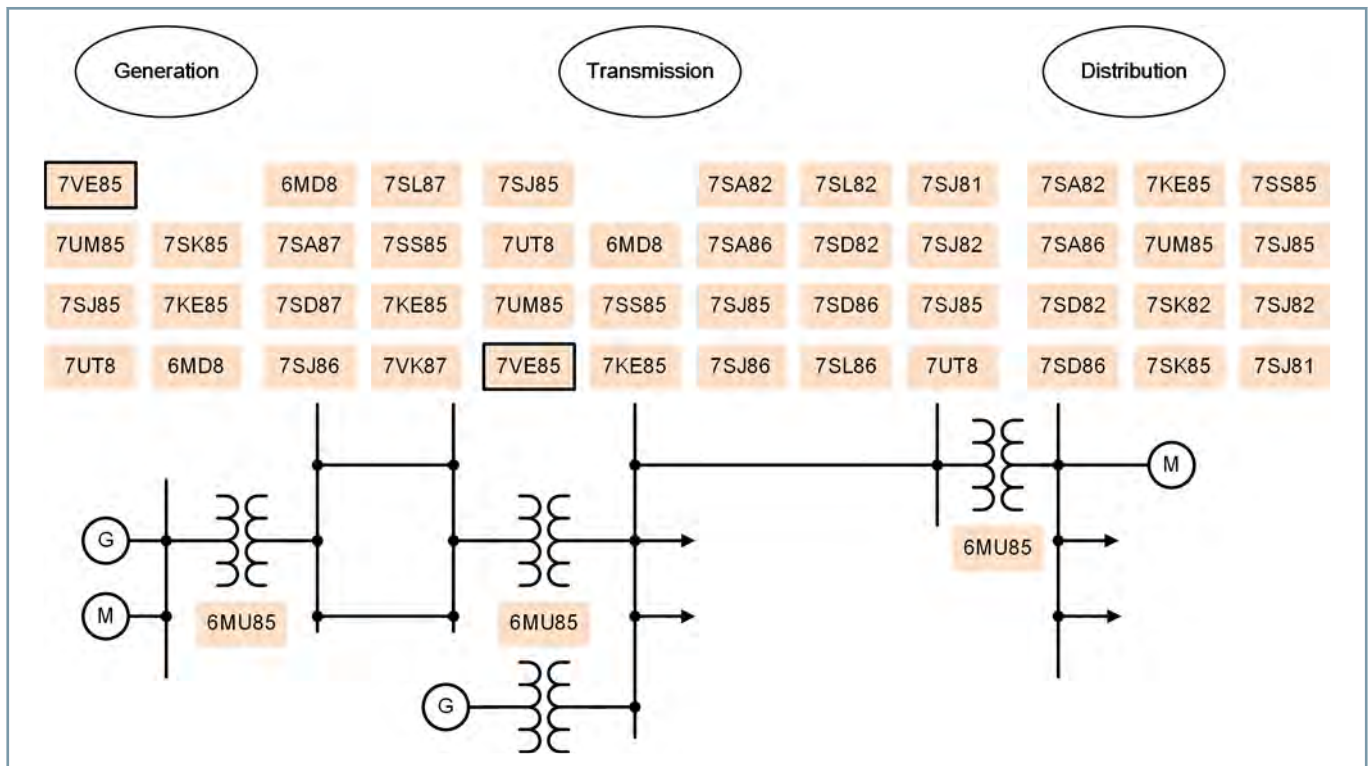 Generation Transmission Distribution
7VE85 6MD8 7SL87 7SJ85 7SA82 7SL82 7SJ81 7SA82 7KE85 7SS85
7UM85 7SK85 7SA87 7SS85 7UT8 6MD8 7SA86 7SD82 7SJ82 7SA86 7UM85 7SJ85
7SJ85 7KE85 7SD87 7KE85 7UM85 7SS85 7SJ85 7SD86 7SJ85 7SD82 7SK82 7SJ82
7UT8 6MD8 7SJ86 7VK87 7VE85 7KE85 7SJ86 7SL86 7UT8 7SD86 7SK85 7SJ81
M
G
6MU85
M
6MU85 6MU85
G